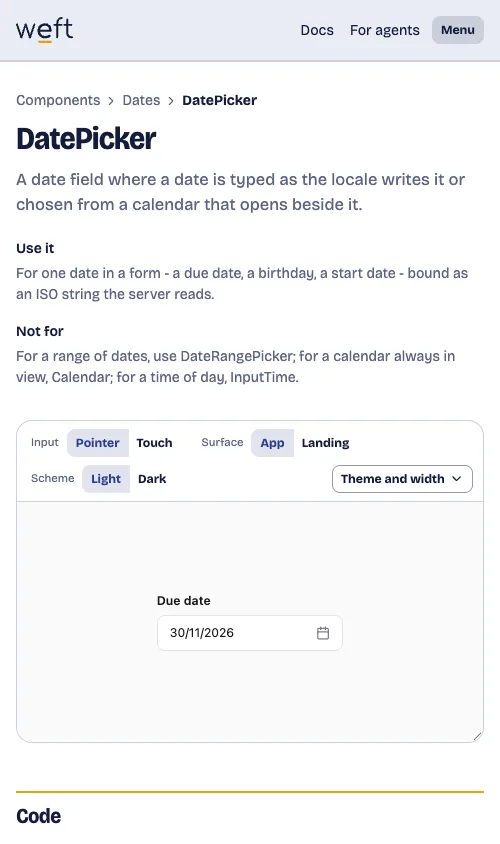 weft
Docs For agents Menu
Components > Dates > DatePicker
DatePicker
A date field where a date is typed as the locale writes it or
chosen from a calendar that opens beside it.
Use it
For one date in a form - a due date, a birthday, a start date - bound as
an ISO string the server reads.
Not for
For a range of dates, use DateRangePicker; for a calendar always in
view, Calendar; for a time of day, InputTime.
Input Pointer Touch Surface App Landing
Scheme Light Dark Theme and width
Due date
30/11/2026
Code